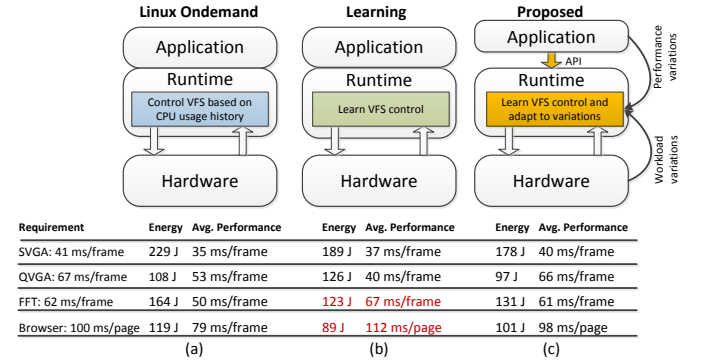 Linux Ondemand
Learning
Proposed
Application
Application
Application
API
Runtime
Runtime
Runtime
Control VFS based on
CPU usage history
Learn VFS control
Learn VFS control and
adapt to variations
Performance
variations
Workload
variations
Hardware
Hardware
Hardware
Requirement Energy Avg. Performance Energy Avg. Performance Energy Avg. Performance
SVGA: 41 ms/frame 229 J 35 ms/frame 189 J 37 ms/frame 178 J 40 ms/frame
QVGA: 67 ms/frame 108 J 53 ms/frame 126 J 40 ms/frame 97 J 66 ms/frame
FFT: 62 ms/frame 164 J 50 ms/frame 123 J 67 ms/frame 131 J 61 ms/frame
Browser: 100 ms/page 119 J 79 ms/frame 89 J 112 ms/page 101 J 98 ms/page
(a) (b) (c)